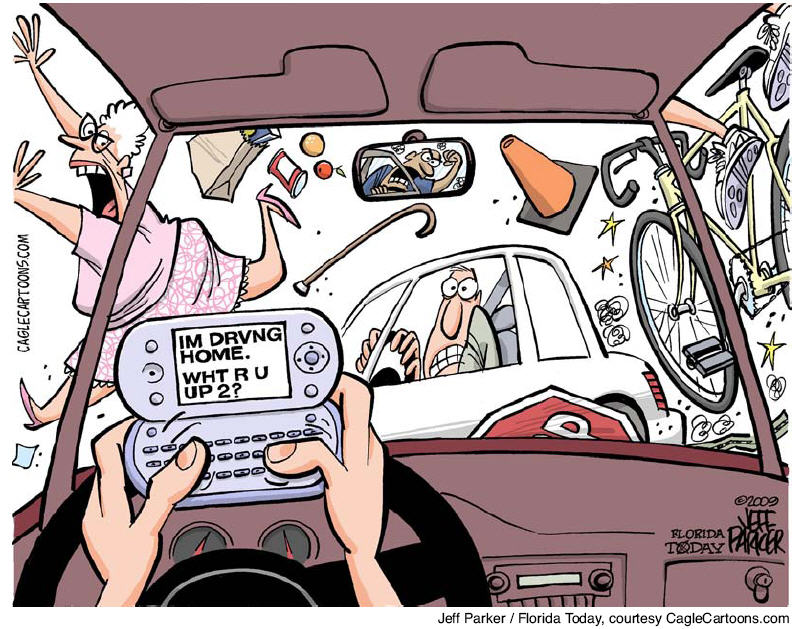 CAGLECARTOONS.COM
IM DRVNG
HOME.
WHT R U
UP 2?
©2009
JEFF
PARKER
FLORIDA
TODAY
Jeff Parker / Florida Today, courtesy CagleCartoons.com